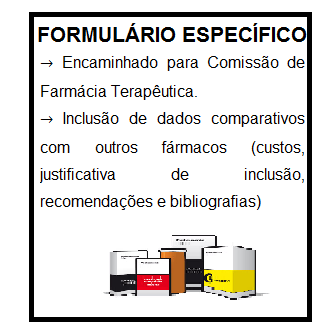 FORMULÁRIO ESPECÍFICO
→ Encaminhado para Comissão de
Farmácia Terapêutica.
→ Inclusão de dados comparativos
com outros fármacos (custos,
justificativa de inclusão,
recomendações e bibliografias)